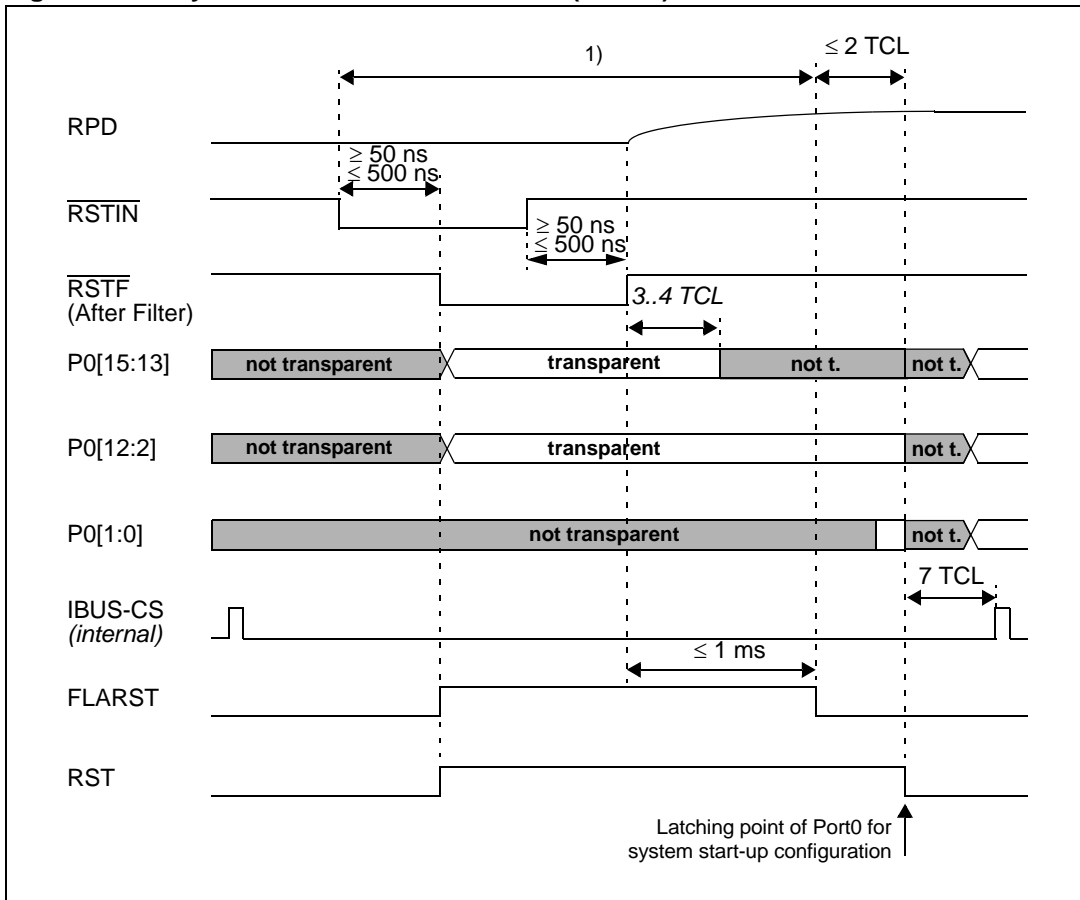 1)
≤ 2 TCL
RPD
≥ 50 ns
≤ 500 ns
RSTIN
≥ 50 ns
≤ 500 ns
RSTF
(After Filter)
3..4 TCL
P0[15:13]
not transparent
transparent
not t.
not t.
P0[12:2]
not transparent
transparent
not t.
P0[1:0]
not transparent
not t.
7 TCL
IBUS-CS
(internal)
≤ 1 ms
FLARST
RST
Latching point of Port0 for
system start-up configuration